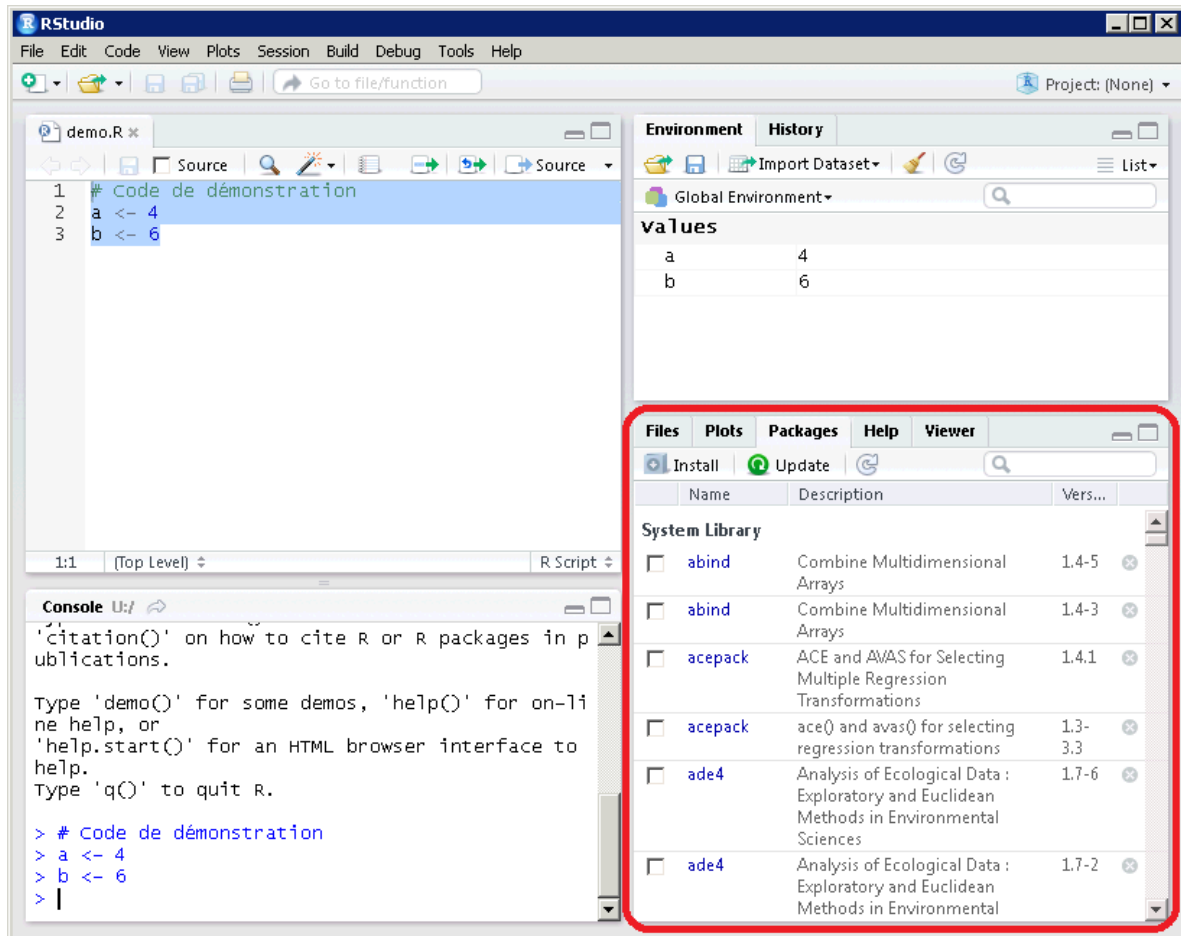 RStudio
File Edit Code View Plots Session Build Debug Tools Help
Go to file/function
Project: (None)
demo.R
Source
Source
1 # Code de démonstration
2 a <- 4
3 b <- 6
1:1 (Top Level) R Script
Console U:/
'citation()' on how to cite R or R packages in p
ublications.
Type 'demo()' for some demos, 'help()' for on-li
ne help, or
'help.start()' for an HTML browser interface to
help.
Type 'q()' to quit R.
> # Code de démonstration
> a <- 4
> b <- 6
>
Environment History
Import Dataset List
Global Environment
Values
a 4
b 6
Files Plots Packages Help Viewer
Install Update
Name Description Vers...
System Library
abind Combine Multidimensional 1.4-5
Arrays
abind Combine Multidimensional 1.4-3
Arrays
acepack ACE and AVAS for Selecting 1.4.1
Multiple Regression
Transformations
acepack ace() and avas() for selecting 1.3-
regression transformations 3.3
ade4 Analysis of Ecological Data : 1.7-6
Exploratory and Euclidean
Methods in Environmental
Sciences
ade4 Analysis of Ecological Data : 1.7-2
Exploratory and Euclidean
Methods in Environmental